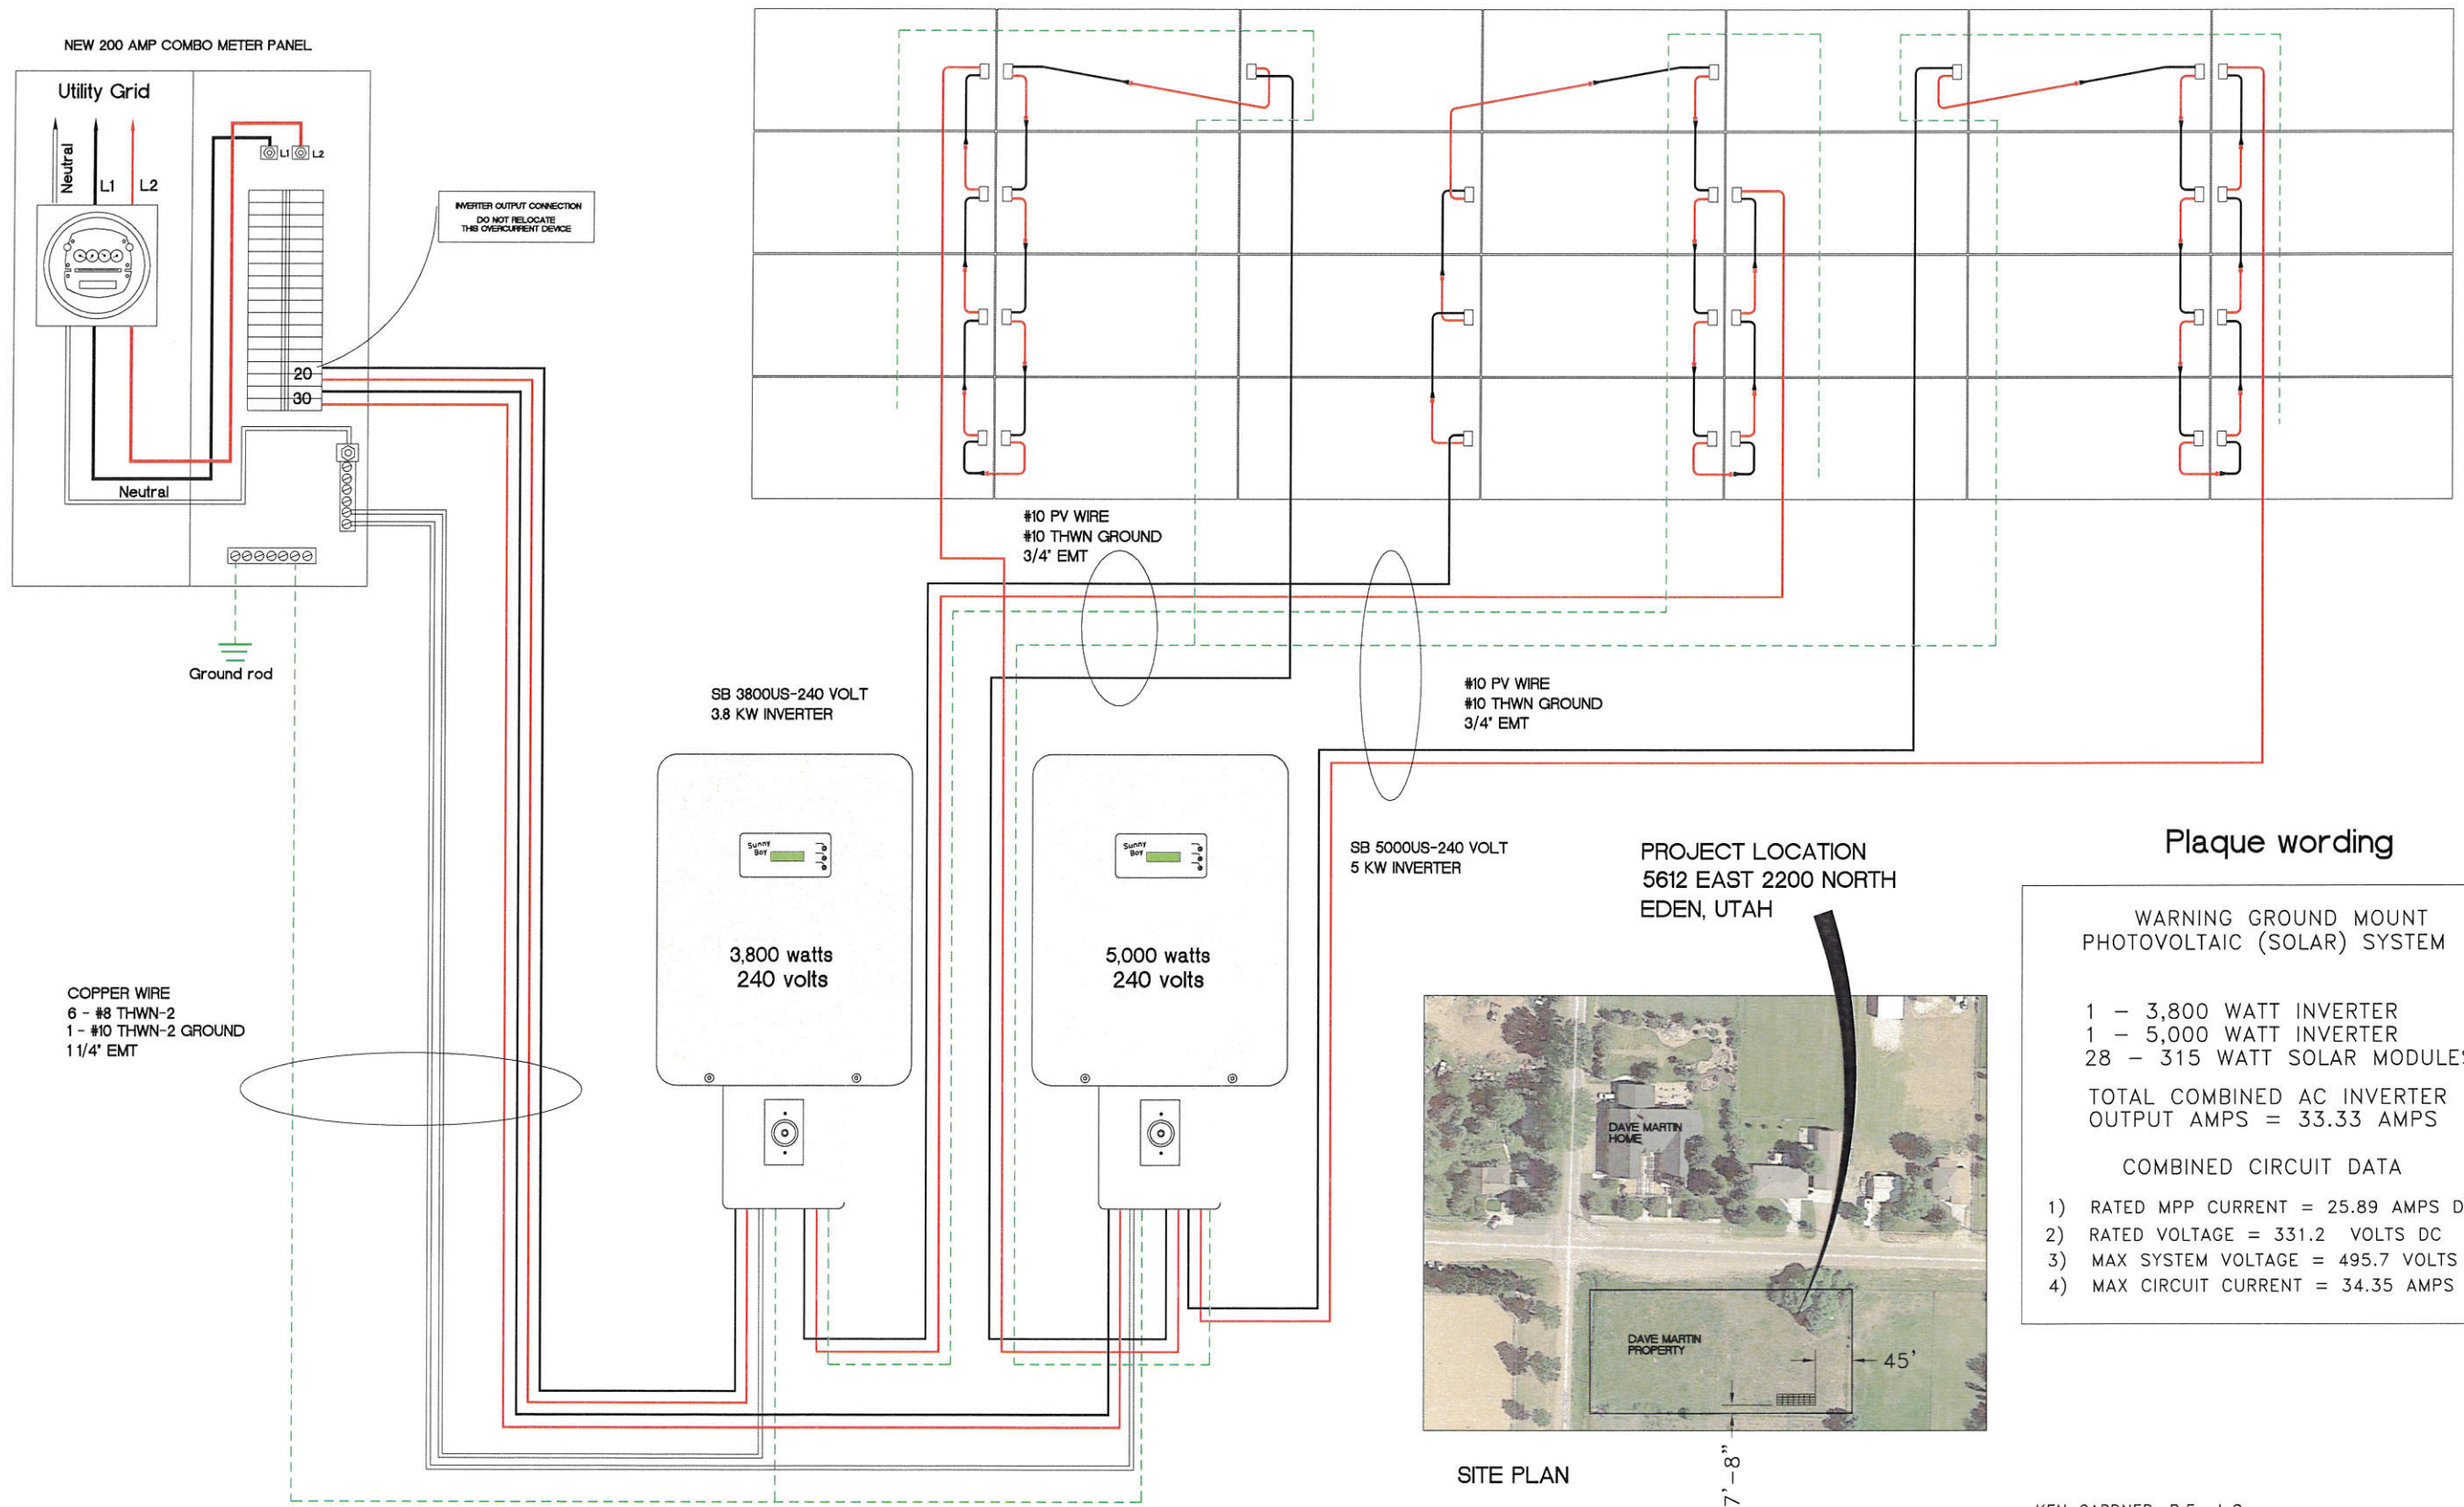 NEW 200 AMP COMBO METER PANEL
Utility Grid
Neutral
L1
L2
L1
L2
INVERTER OUTPUT CONNECTION
DO NOT RELOCATE
THIS OVERCURRENT DEVICE
20
30
Neutral
Ground rod
#10 PV WIRE
#10 THWN GROUND
3/4" EMT
SB 3800US-240 VOLT
3.8 KW INVERTER
#10 PV WIRE
#10 THWN GROUND
3/4" EMT
Sunny
Boy
3,800 watts
240 volts
Sunny
Boy
5,000 watts
240 volts
SB 5000US-240 VOLT
5 KW INVERTER
COPPER WIRE
6 - #8 THWN-2
1 - #10 THWN-2 GROUND
1 1/4" EMT
PROJECT LOCATION
5612 EAST 2200 NORTH
EDEN, UTAH
DAVE MARTIN
HOME
DAVE MARTIN
PROPERTY
45'
7'-8"
SITE PLAN
Plaque wording
WARNING GROUND MOUNT
PHOTOVOLTAIC (SOLAR) SYSTEM
1 - 3,800 WATT INVERTER
1 - 5,000 WATT INVERTER
28 - 315 WATT SOLAR MODULES
TOTAL COMBINED AC INVERTER
OUTPUT AMPS = 33.33 AMPS
COMBINED CIRCUIT DATA
1) RATED MPP CURRENT = 25.89 AMPS D
2) RATED VOLTAGE = 331.2 VOLTS DC
3) MAX SYSTEM VOLTAGE = 495.7 VOLTS
4) MAX CIRCUIT CURRENT = 34.35 AMPS